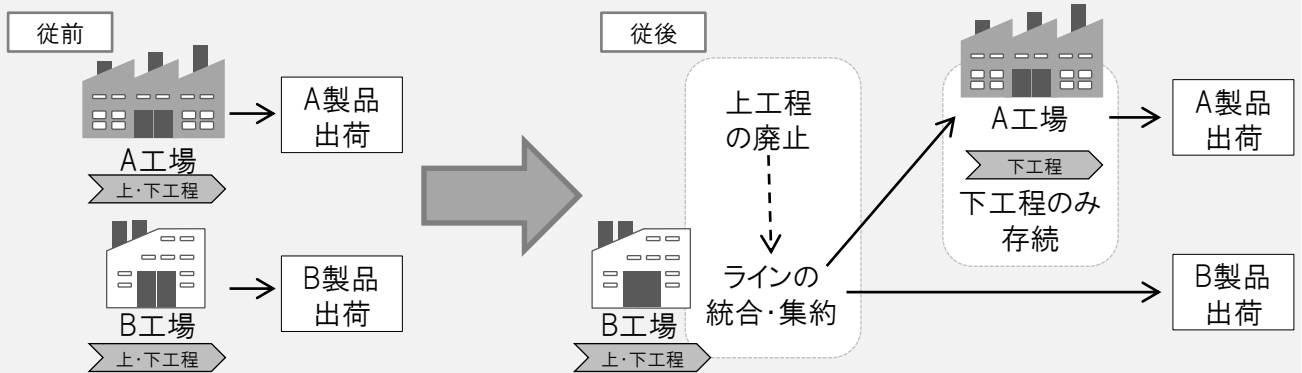 従前
A製品
出荷
A工場
上・下工程
B製品
出荷
B工場
上・下工程
従後
上工程
の廃止
ラインの
統合・集約
B工場
上・下工程
A工場
下工程
下工程のみ
存続
A製品
出荷
B製品
出荷